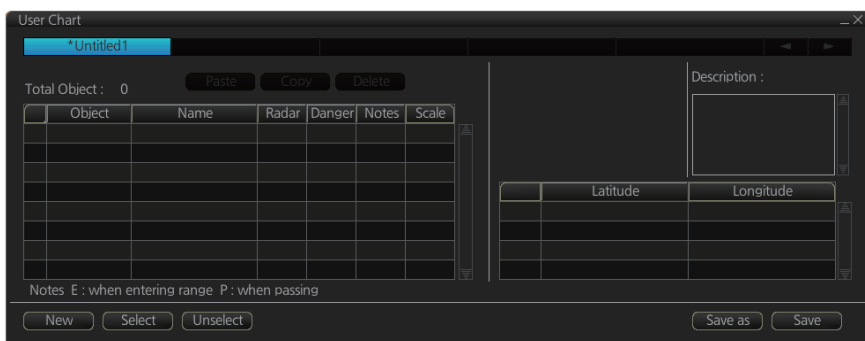 User Chart
*Untitled1
Total Object : 0 Paste Copy Delete
Description :
Object Name Radar Danger Notes Scale
Latitude Longitude
Notes E : when entering range P : when passing
New Select Unselect Save as Save